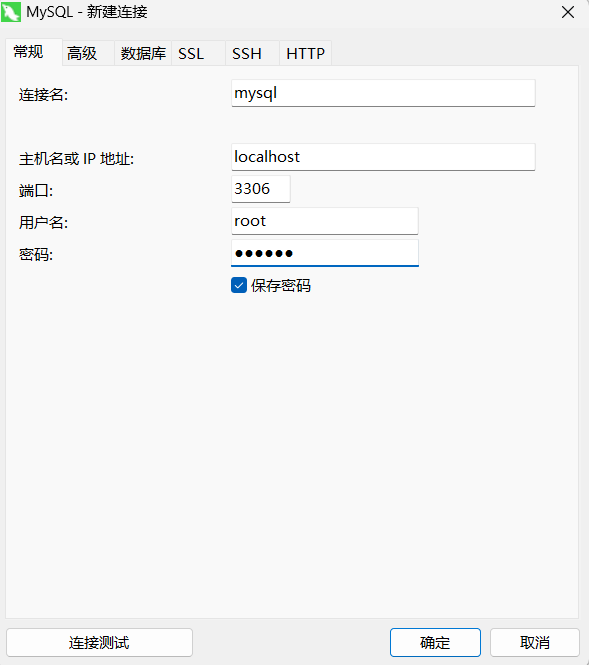 MySQL - 新建连接
常规 高级 数据库 SSL SSH HTTP
连接名: mysql
主机名或 IP 地址: localhost
端口: 3306
用户名: root
密码: ●●●●●●
保存密码
连接测试 确定 取消